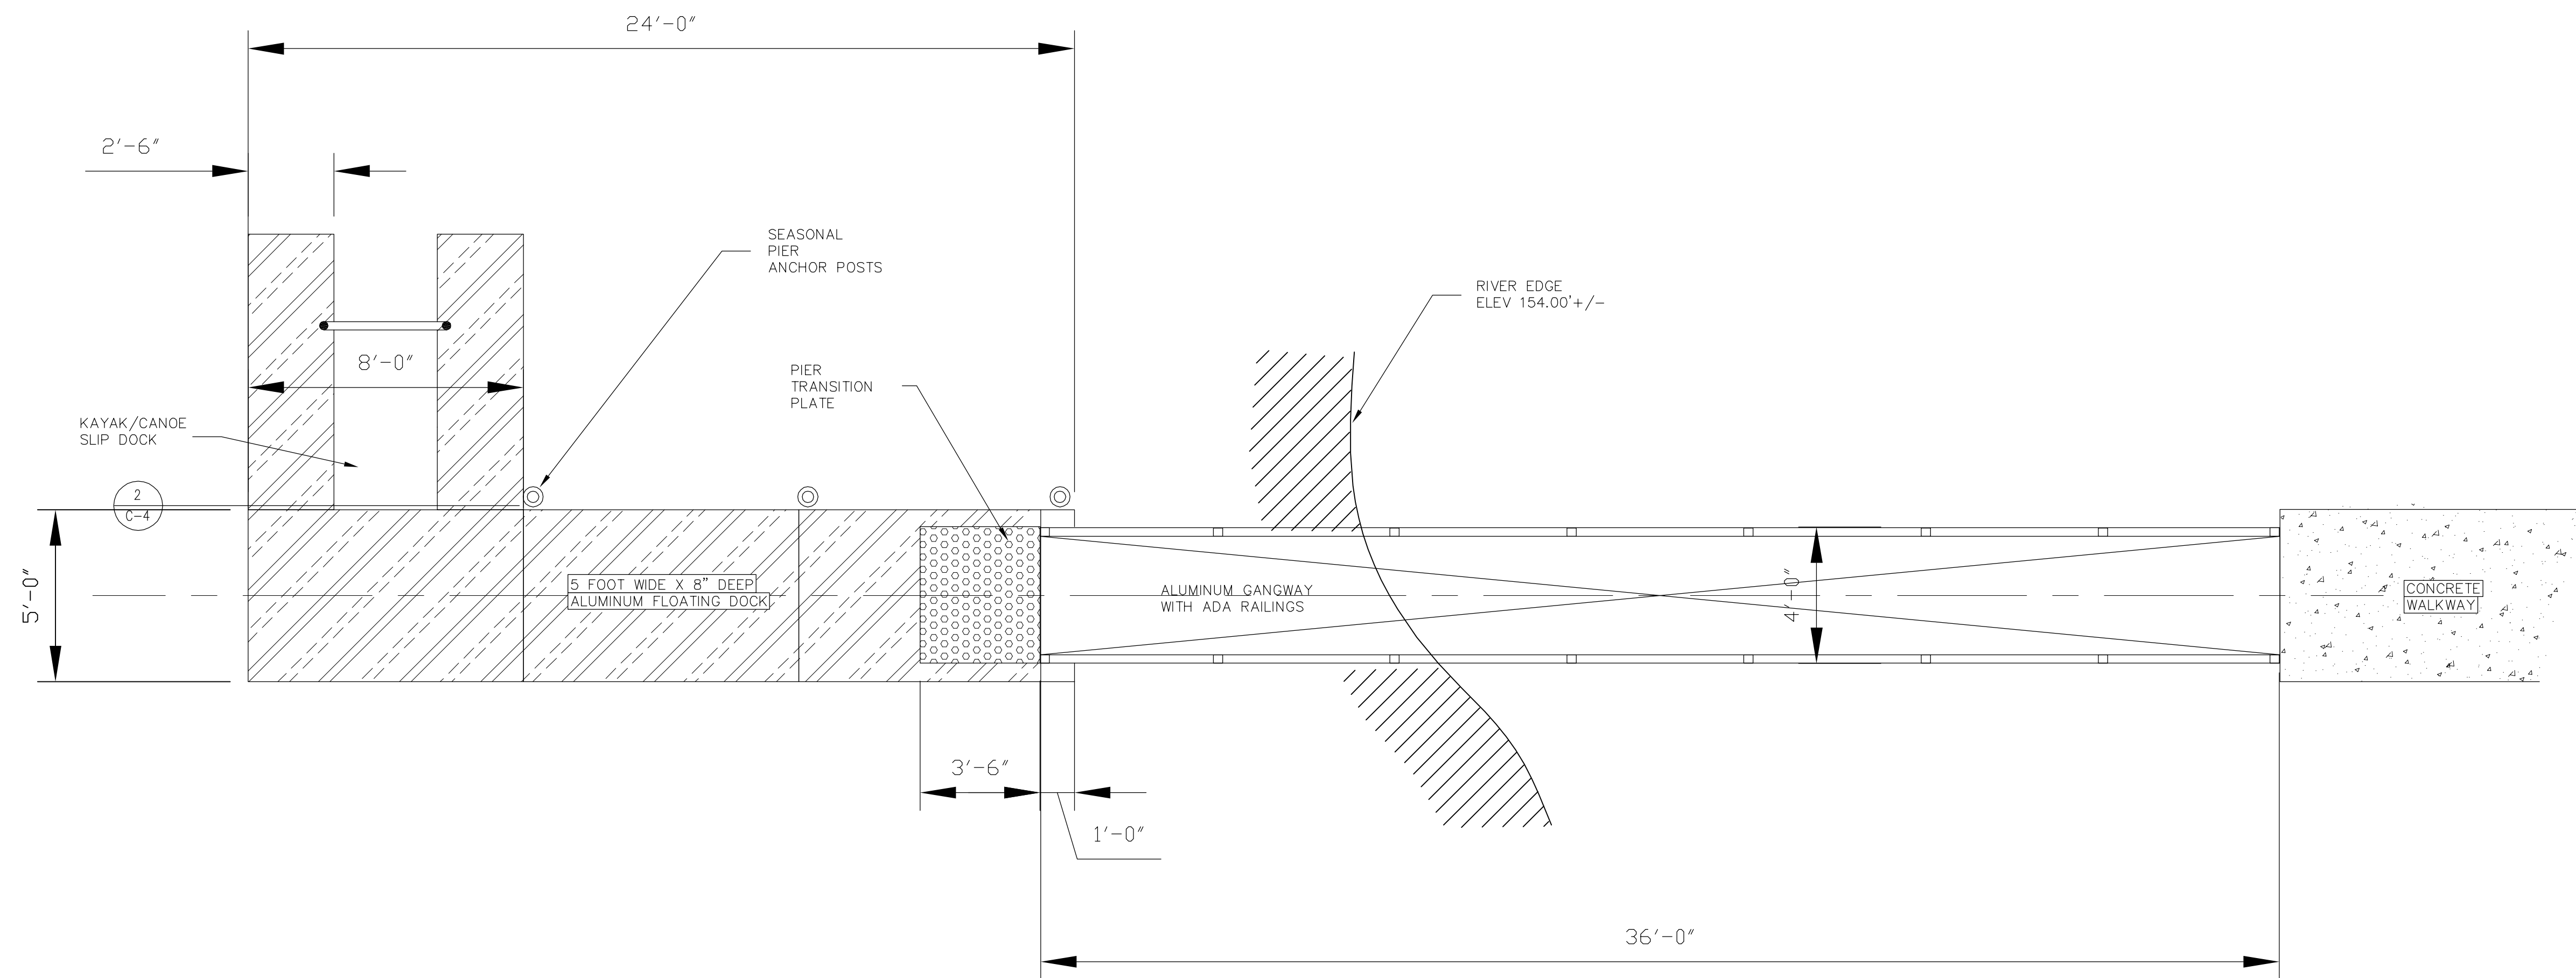 24'-0"
2'-6"
SEASONAL
PIER
ANCHOR POSTS
RIVER EDGE
ELEV 154.00'+/-
8'-0"
PIER
TRANSITION
PLATE
KAYAK/CANOE
SLIP DOCK
2
C-4
5'-0"
5 FOOT WIDE X 8” DEEP
ALUMINUM FLOATING DOCK
ALUMINUM GANGWAY
WITH ADA RAILINGS
4'-0"
CONCRETE
WALKWAY
3'-6"
1'-0"
36'-0"